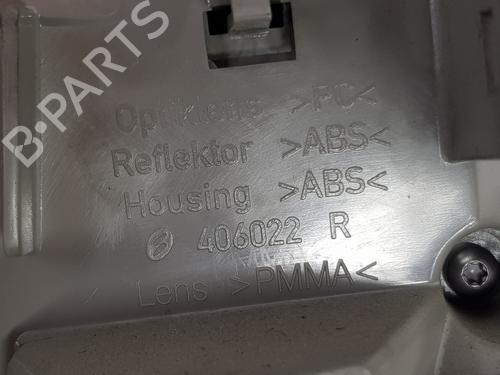 B-PARTS
Optiklens >PC<
Reflektor >ABS<
Housing >ABS<
406022 R
Lens >PMMA<